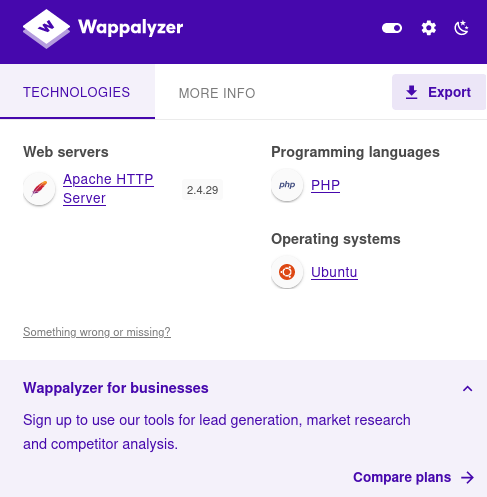 Wappalyzer
TECHNOLOGIES
MORE INFO
Export
Web servers
Apache HTTP
Server
2.4.29
Programming languages
php
PHP
Operating systems
Ubuntu
Something wrong or missing?
Wappalyzer for businesses
Sign up to use our tools for lead generation, market research
and competitor analysis.
Compare plans